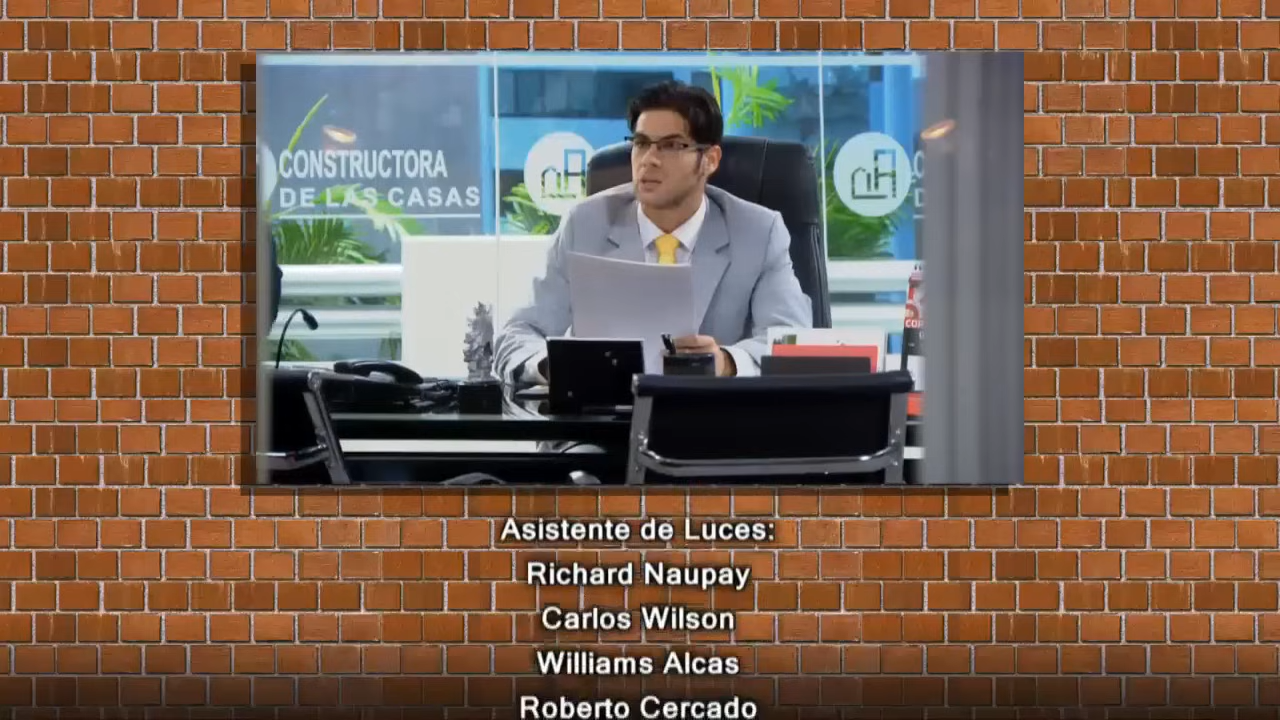 CONSTRUCTORA
DE LAS CASAS
Asistente de Luces:
Richard Naupay
Carlos Wilson
Williams Alcas
Roberto Cercado